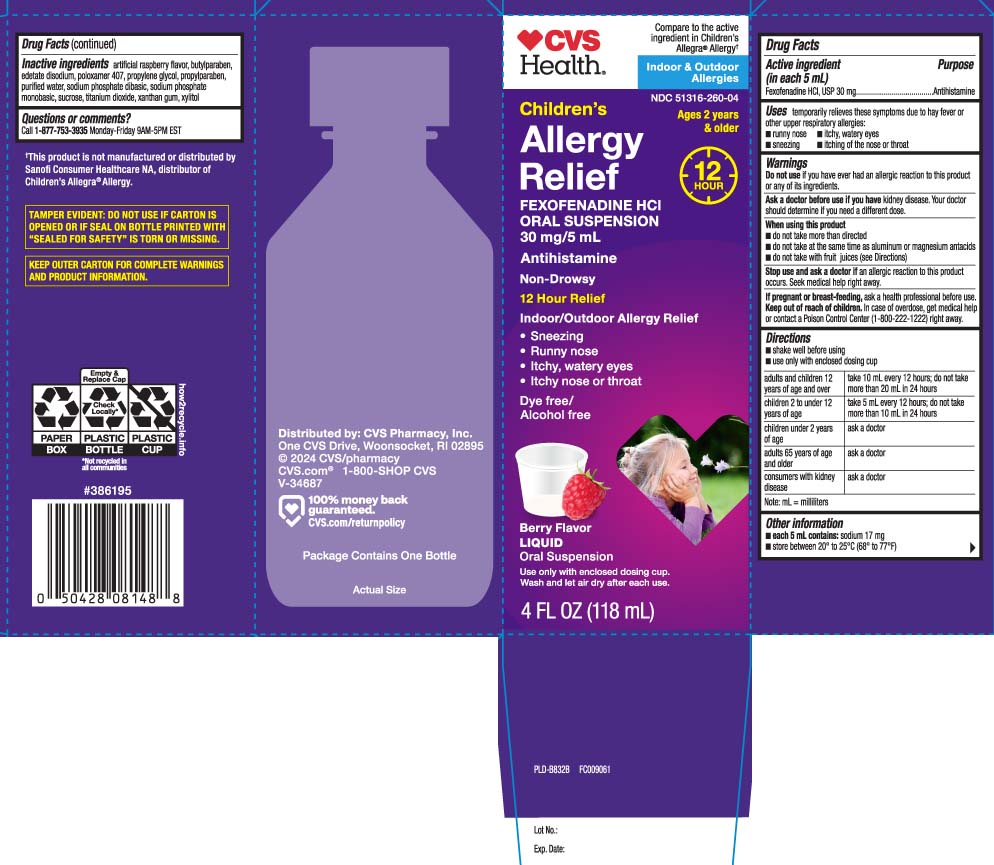 Drug Facts (continued)
Inactive ingredients artificial raspberry flavor, butylparaben,
edetate disodium, poloxamer 407, propylene glycol, propylparaben,
purified water, sodium phosphate dibasic, sodium phosphate
monobasic, sucrose, titanium dioxide, xanthan gum, xylitol
Questions or comments?
Call 1-877-753-3935 Monday-Friday 9AM-5PM EST
†This product is not manufactured or distributed by
Sanofi Consumer Healthcare NA, distributor of
Children's Allegra® Allergy.
TAMPER EVIDENT: DO NOT USE IF CARTON IS
OPENED OR IF SEAL ON BOTTLE PRINTED WITH
"SEALED FOR SAFETY" IS TORN OR MISSING.
KEEP OUTER CARTON FOR COMPLETE WARNINGS
AND PRODUCT INFORMATION.
Empty &
Replace Cap
Check
Locally*
PAPER
BOX
PLASTIC
BOTTLE
PLASTIC
CUP
*Not recycled in
all communities
how2recycle.info
#386195
0 50428 08148 8
Distributed by: CVS Pharmacy, Inc.
One CVS Drive, Woonsocket, RI 02895
© 2024 CVS/pharmacy
CVS.com® 1-800-SHOP CVS
V-34687
100% money back
guaranteed.
CVS.com/returnpolicy
Package Contains One Bottle
Actual Size
CVS
Health®
Compare to the active
ingredient in Children's
Allegra® Allergy†
Indoor & Outdoor
Allergies
NDC 51316-260-04
Children's
Ages 2 years
& older
Allergy
Relief
12
HOUR
FEXOFENADINE HCl
ORAL SUSPENSION
30 mg/5 mL
Antihistamine
Non-Drowsy
12 Hour Relief
Indoor/Outdoor Allergy Relief
• Sneezing
• Runny nose
• Itchy, watery eyes
• Itchy nose or throat
Dye free/
Alcohol free
Berry Flavor
LIQUID
Oral Suspension
Use only with enclosed dosing cup.
Wash and let air dry after each use.
4 FL OZ (118 mL)
PLD-B832B FC009061
Lot No.:
Exp. Date:
Drug Facts
Active ingredient Purpose
(in each 5 mL)
Fexofenadine HCl, USP 30 mg..................................Antihistamine
Uses temporarily relieves these symptoms due to hay fever or
other upper respiratory allergies:
■ runny nose ■ itchy, watery eyes
■ sneezing ■ itching of the nose or throat
Warnings
Do not use if you have ever had an allergic reaction to this product
or any of its ingredients.
Ask a doctor before use if you have kidney disease. Your doctor
should determine if you need a different dose.
When using this product
■ do not take more than directed
■ do not take at the same time as aluminum or magnesium antacids
■ do not take with fruit juices (see Directions)
Stop use and ask a doctor if an allergic reaction to this product
occurs. Seek medical help right away.
If pregnant or breast-feeding, ask a health professional before use.
Keep out of reach of children. In case of overdose, get medical help
or contact a Poison Control Center (1-800-222-1222) right away.
Directions
■ shake well before using
■ use only with enclosed dosing cup
adults and children 12 take 10 mL every 12 hours; do not take
years of age and over more than 20 mL in 24 hours
children 2 to under 12 take 5 mL every 12 hours; do not take
years of age more than 10 mL in 24 hours
children under 2 years ask a doctor
of age
adults 65 years of age ask a doctor
and older
consumers with kidney ask a doctor
disease
Note: mL = milliliters
Other information
■ each 5 mL contains: sodium 17 mg
■ store between 20° to 25°C (68° to 77°F)